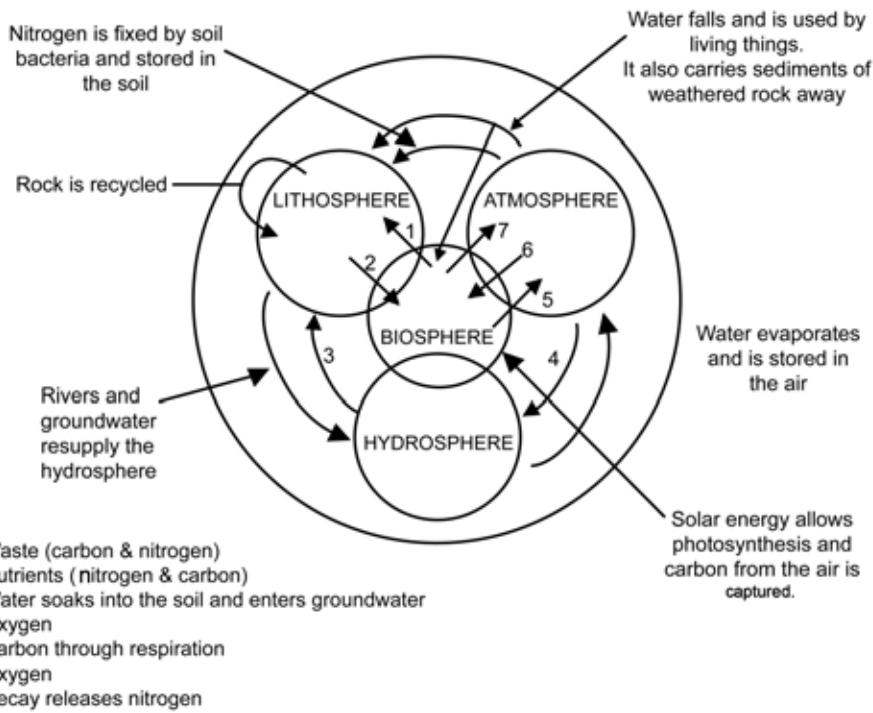 Nitrogen is fixed by soil
bacteria and stored in
the soil
Water falls and is used by
living things.
It also carries sediments of
weathered rock away
Rock is recycled
LITHOSPHERE
ATMOSPHERE
1
7
2
6
5
BIOSPHERE
3
4
Water evaporates
and is stored in
the air
Rivers and
groundwater
resupply the
hydrosphere
HYDROSPHERE
Solar energy allows
photosynthesis and
carbon from the air is
captured.
aste (carbon & nitrogen)
utrients (nitrogen & carbon)
ater soaks into the soil and enters groundwater
xygen
arbon through respiration
xygen
ecay releases nitrogen